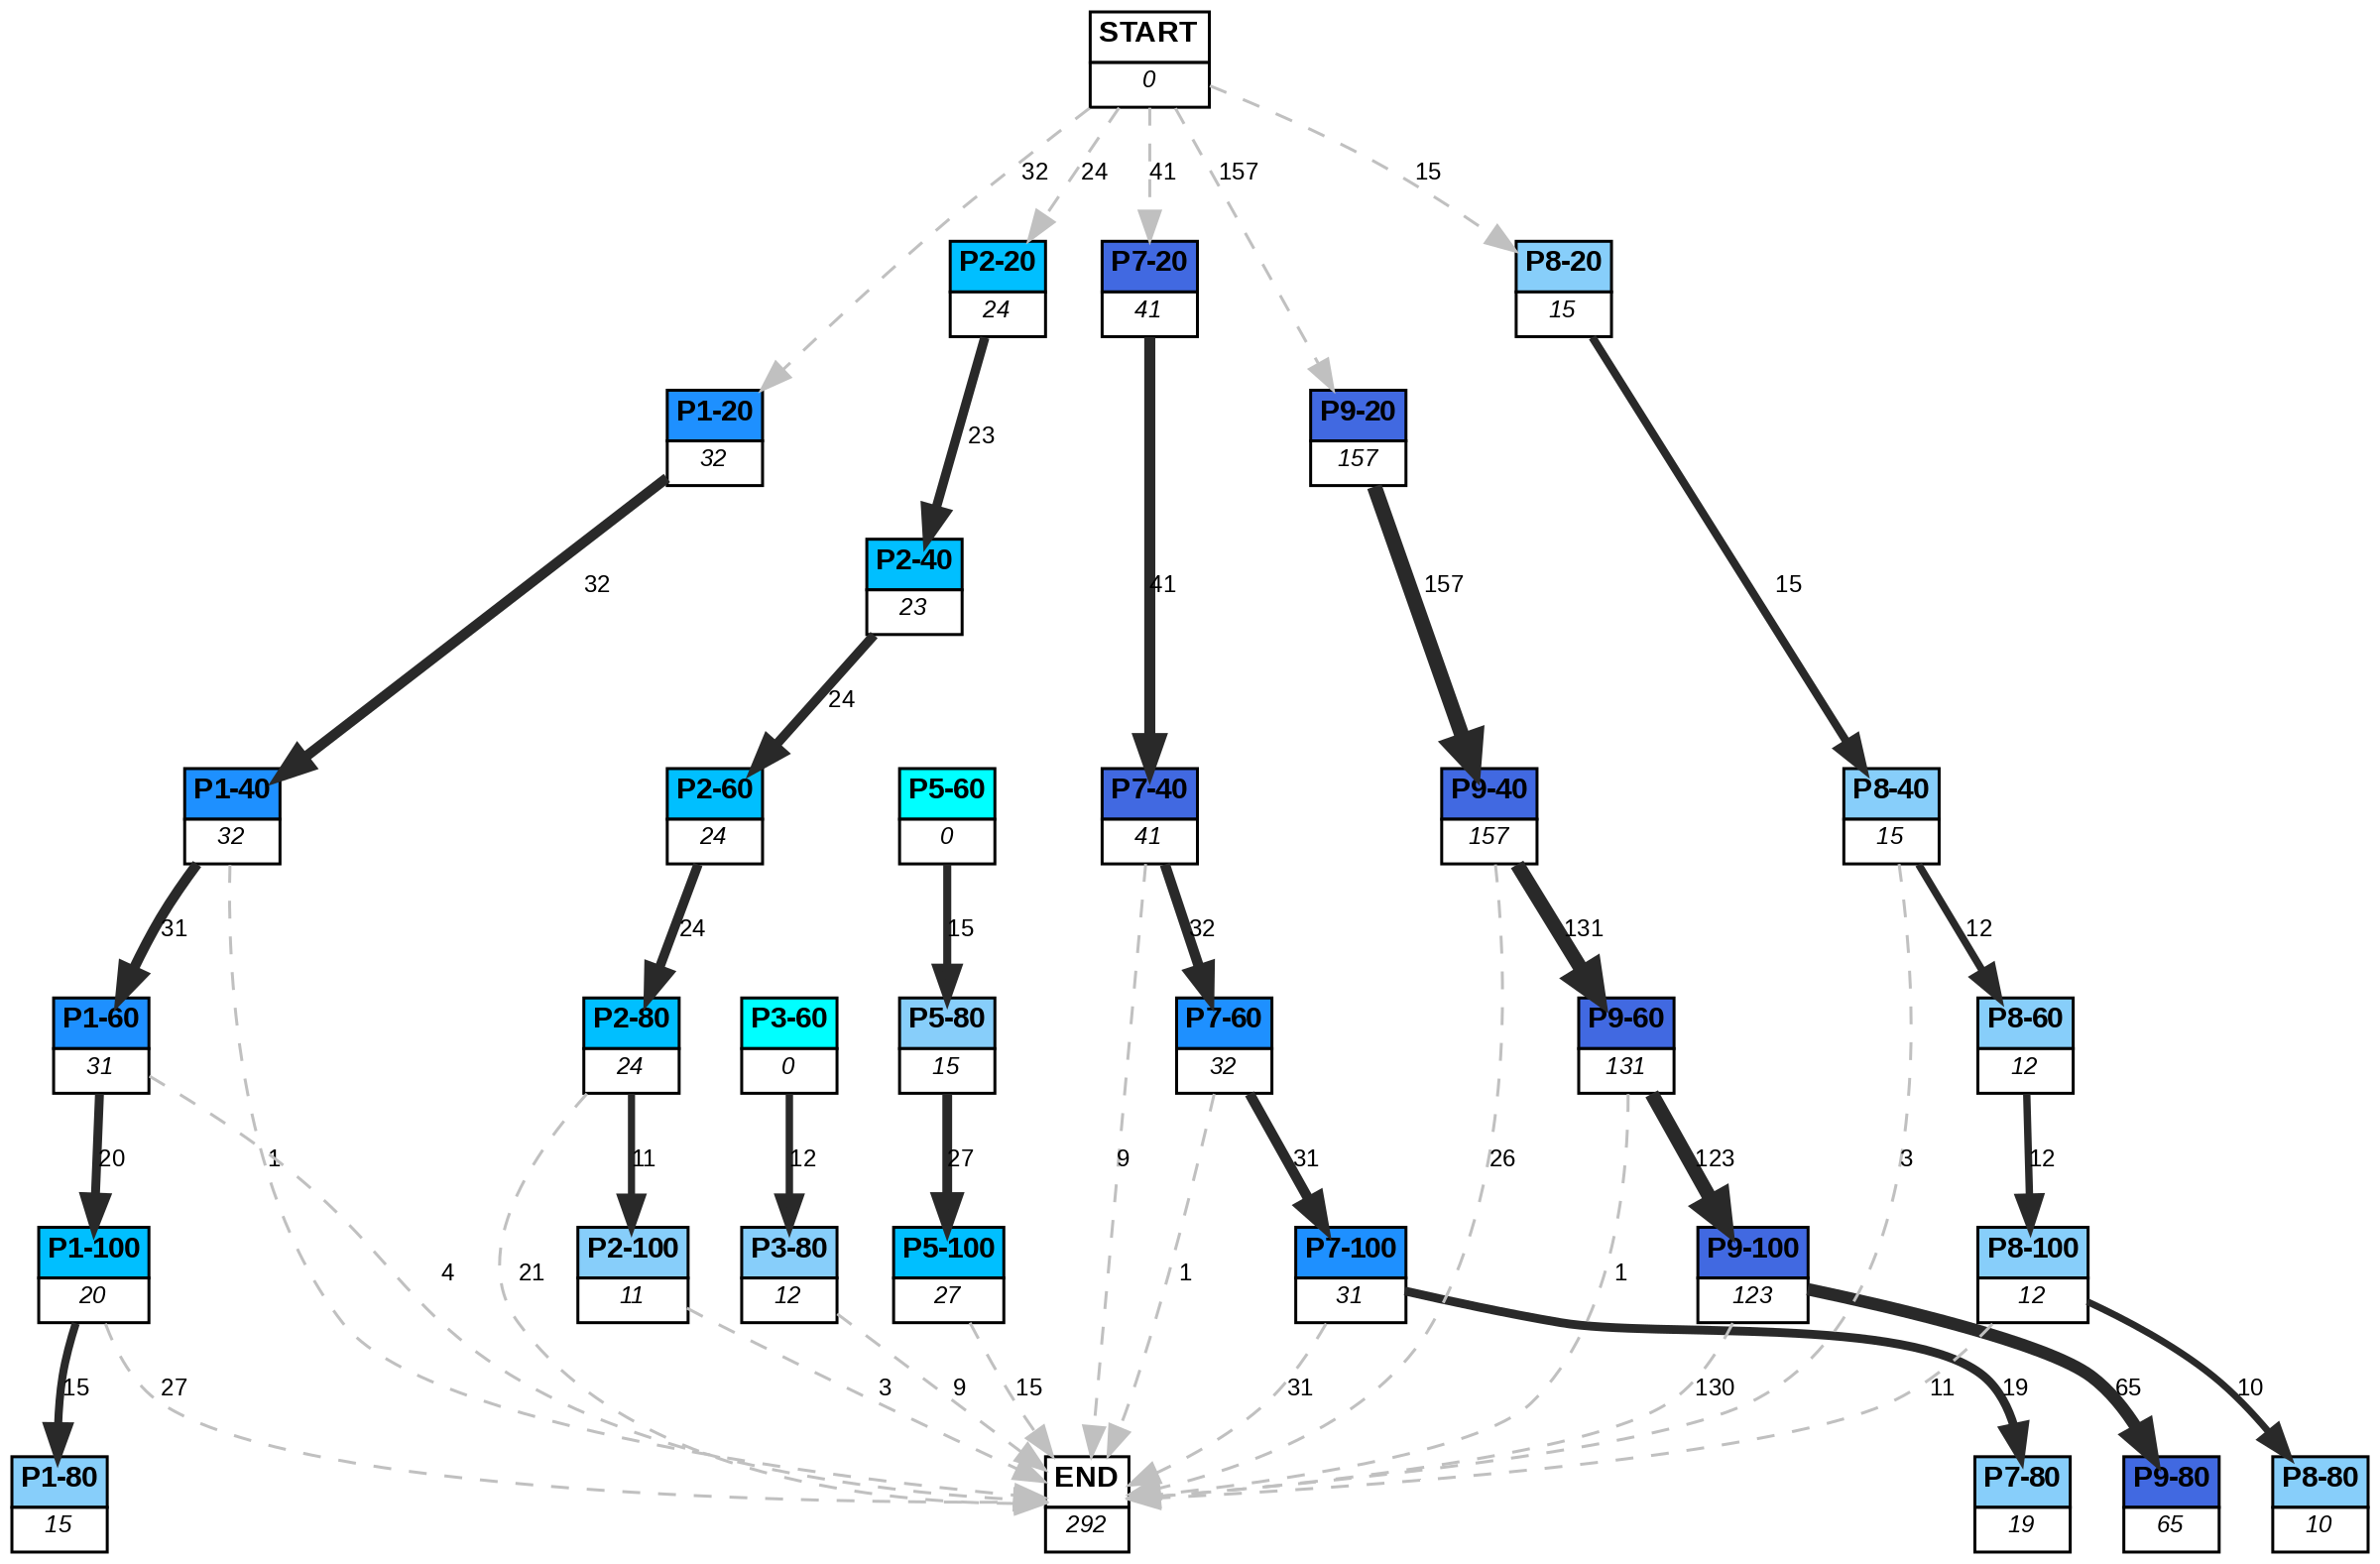 START
0
32
24
41
157
15
P2-20
24
P7-20
41
P8-20
15
P1-20
32
P9-20
157
23
P2-40
23
32
41
157
15
24
P1-40
32
P2-60
24
P5-60
0
P7-40
41
P9-40
157
P8-40
15
31
24
15
32
131
12
P1-60
31
P2-80
24
P3-60
0
P5-80
15
P7-60
32
P9-60
131
P8-60
12
20
1
11
12
27
9
31
26
123
3
12
P1-100
20
4
21
P2-100
11
P3-80
12
P5-100
27
1
P7-100
31
1
P9-100
123
P8-100
12
15
27
3
9
15
31
130
11
19
65
10
P1-80
15
END
292
P7-80
19
P9-80
65
P8-80
10